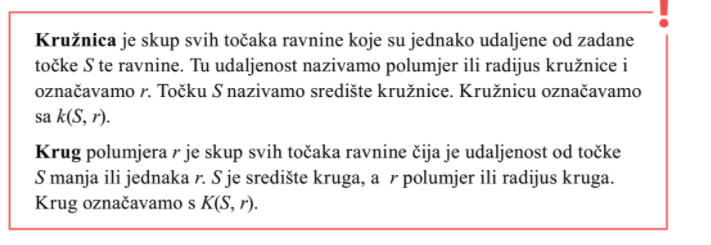 Kružnica je skup svih točaka ravnine koje su jednako udaljene od zadane
točke S te ravnine. Tu udaljenost nazivamo polumjer ili radijus kružnice i
označavamo r. Točku S nazivamo središte kružnice. Kružnicu označavamo
sa k(S, r).
Krug polumjera r je skup svih točaka ravnine čija je udaljenost od točke
S manja ili jednaka r. S je središte kruga, a r polumjer ili radijus kruga.
Krug označavamo s K(S, r).